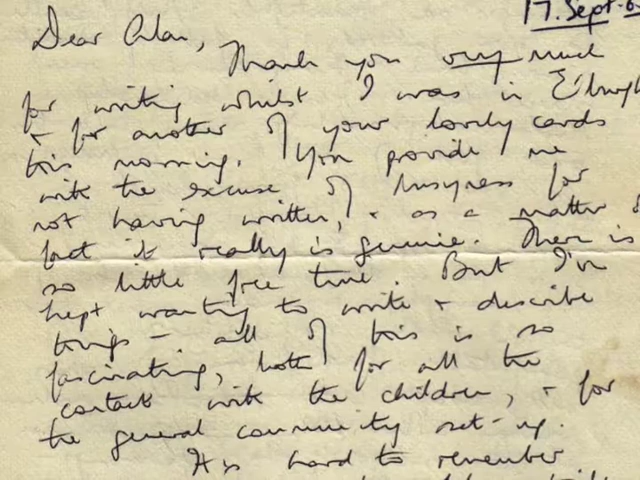 17. Sept. 6
Dear Alan,
Thank you very much
for writing whilst I was in E'burgh
+ for another of your lovely cards
this morning. You provide me
with the excuse of busyness for
not having written, + as a matter of
fact it really is genuine. There is
so little free time. But I've
kept wanting to write + describe
things - all of this is so
fascinating, both for all the
contact with the children, + for
the general community set-up.
It is hard to remember